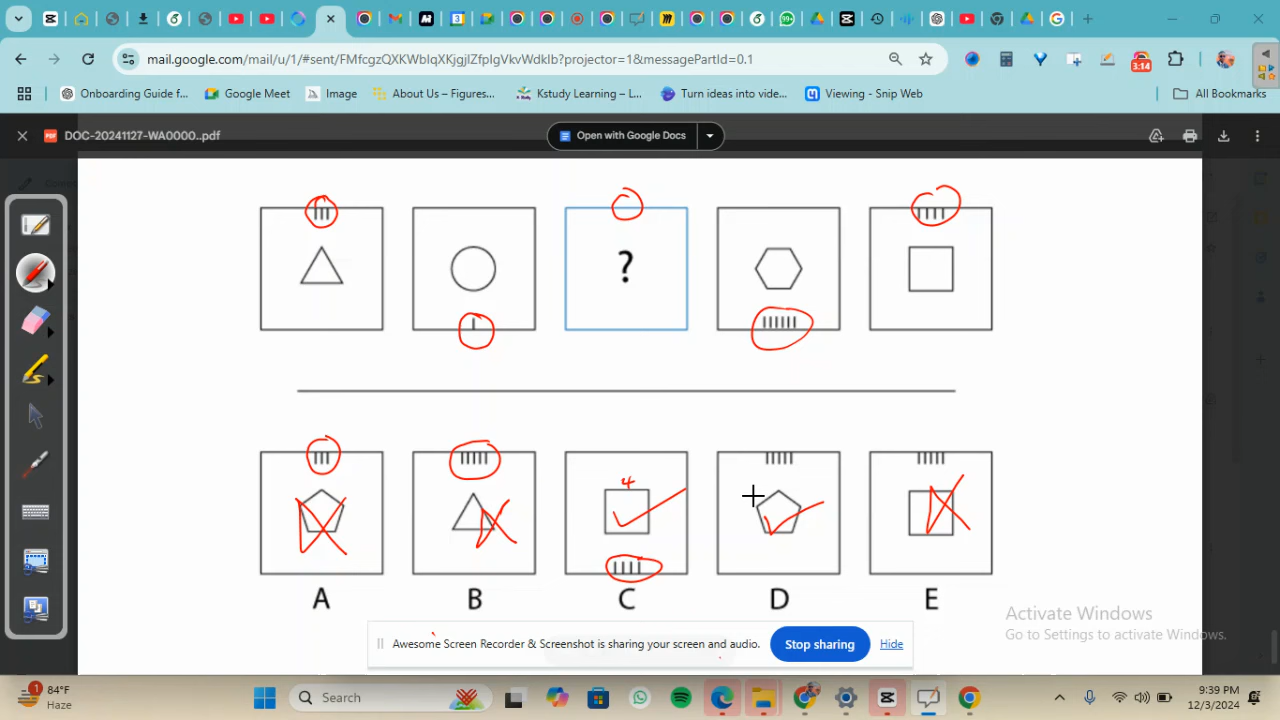 mail.google.com/mail/u/1/#sent/FMfcgzQXKWblqXKjgjlZfpIgVkvWdklb?projector=1&messagePartId=0.1
3:14
Onboarding Guide f...
Google Meet
Image
About Us – Figures...
Kstudy Learning – L...
Turn ideas into vide...
Viewing – Snip Web
All Bookmarks
DOC-20241127-WA0000..pdf
Open with Google Docs
?
4
A
B
C
D
E
Activate Windows
Go to Settings to activate Windows.
Awesome Screen Recorder & Screenshot is sharing your screen and audio.
Stop sharing
Hide
1
84°F
Haze
Search
9:39 PM
12/3/2024